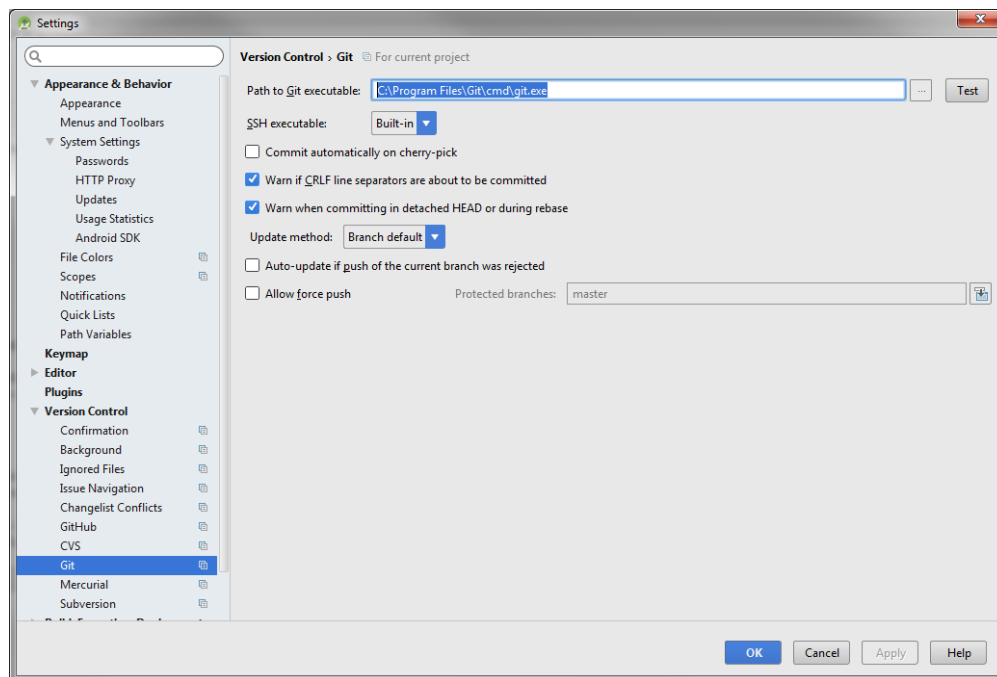 Settings
Version Control › Git For current project
Appearance & Behavior
Appearance
Menus and Toolbars
System Settings
Passwords
HTTP Proxy
Updates
Usage Statistics
Android SDK
File Colors
Scopes
Notifications
Quick Lists
Path Variables
Keymap
Editor
Plugins
Version Control
Confirmation
Background
Ignored Files
Issue Navigation
Changelist Conflicts
GitHub
CVS
Git
Mercurial
Subversion
Path to Git executable: C:\Program Files\Git\cmd\git.exe ... Test
SSH executable: Built-in
Commit automatically on cherry-pick
Warn if CRLF line separators are about to be committed
Warn when committing in detached HEAD or during rebase
Update method: Branch default
Auto-update if push of the current branch was rejected
Allow force push Protected branches: master
OK Cancel Apply Help